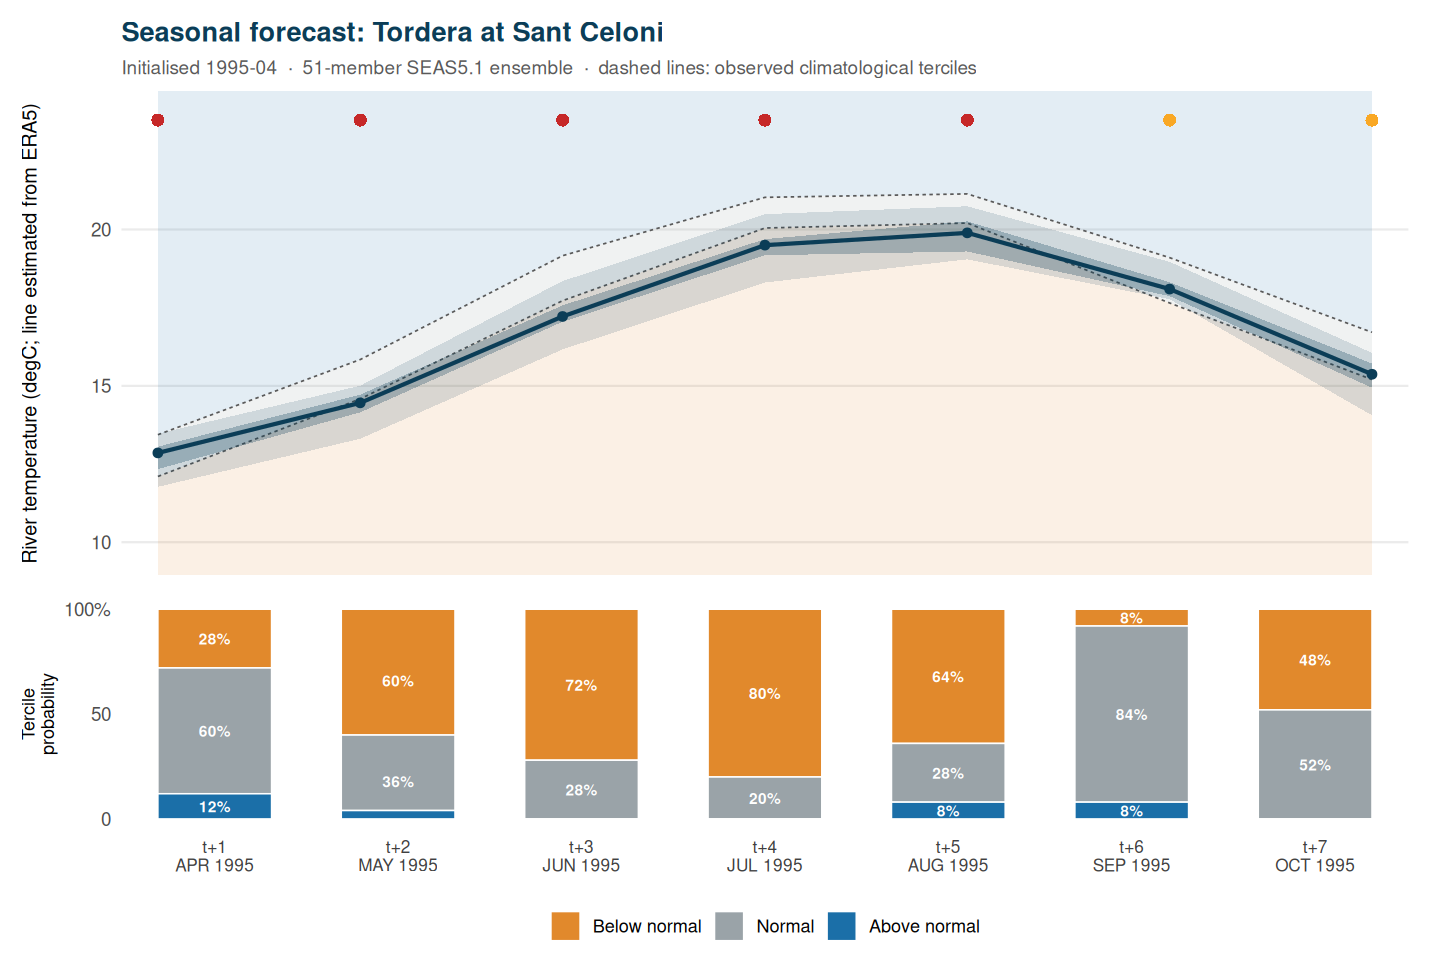 Seasonal forecast: Tordera at Sant Celoni
Initialised 1995-04 · 51-member SEAS5.1 ensemble · dashed lines: observed climatological terciles
River temperature (degC; line estimated from ERA5)
20
15
10
Tercile
probability
100%
50
0
28%
60%
12%
60%
36%
72%
28%
80%
20%
64%
28%
8%
8%
84%
8%
48%
52%
t+1
APR 1995
t+2
MAY 1995
t+3
JUN 1995
t+4
JUL 1995
t+5
AUG 1995
t+6
SEP 1995
t+7
OCT 1995
Below normal
Normal
Above normal